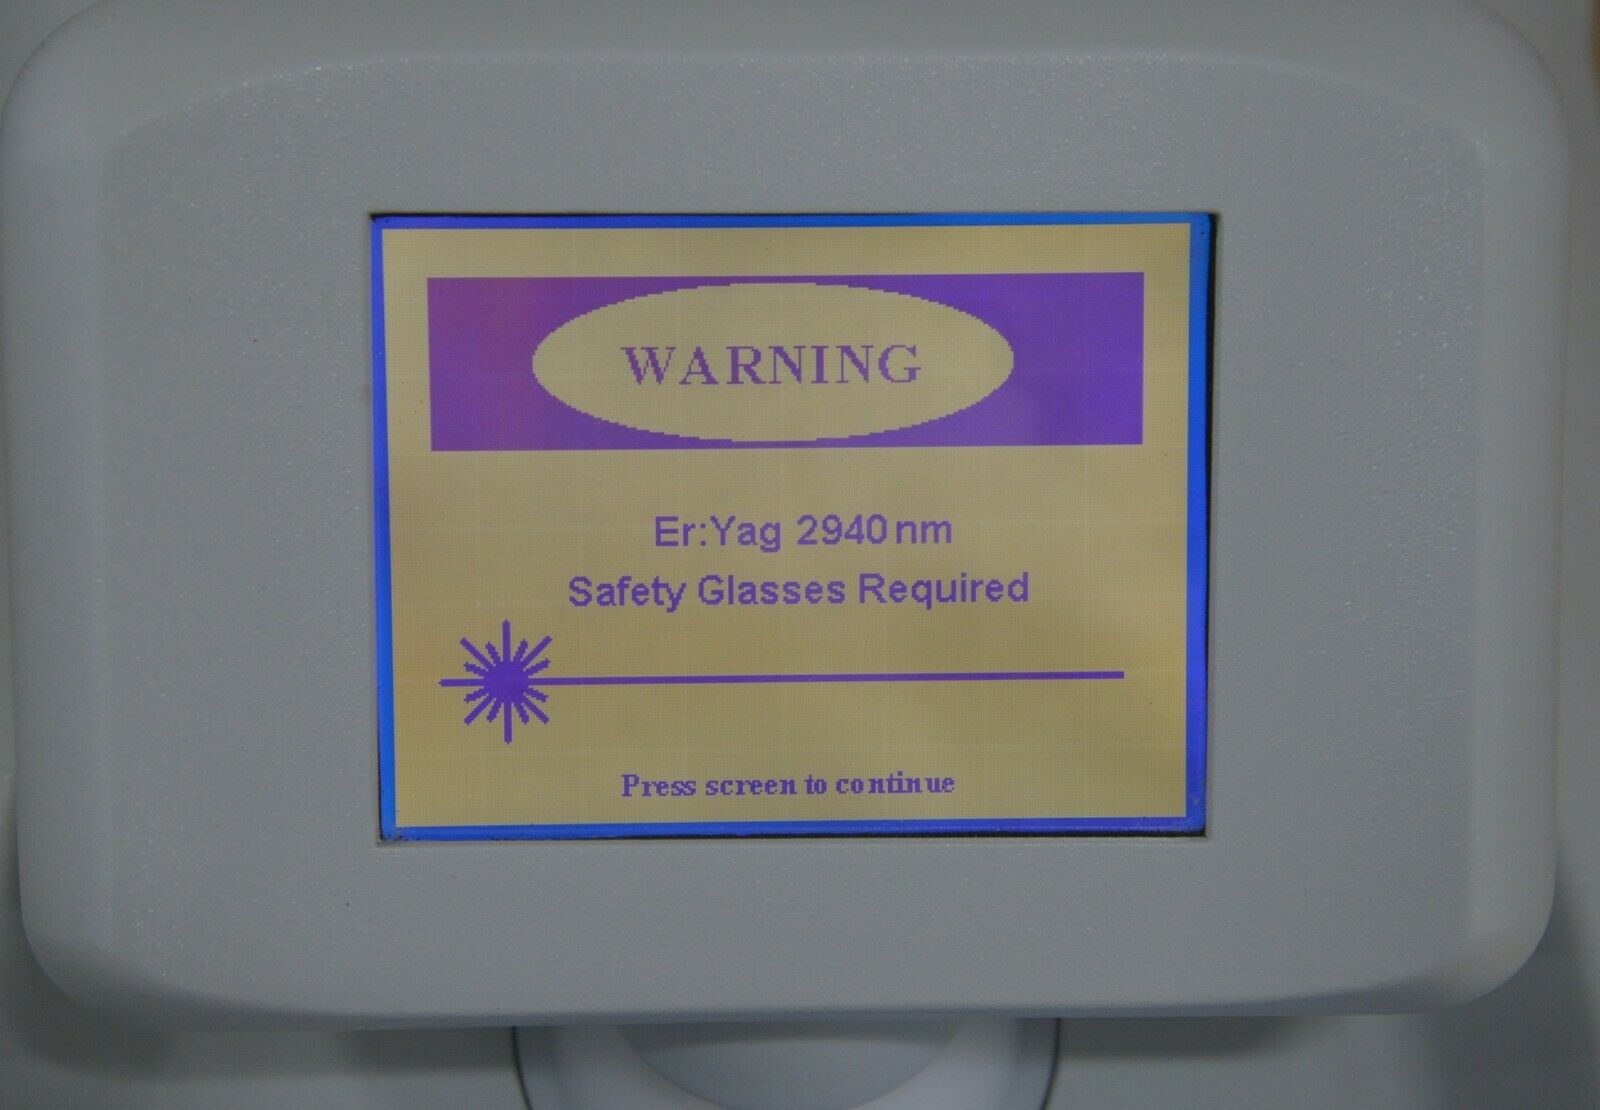 WARNING
Er:Yag 2940nm
Safety Glasses Required
Press screen to continue